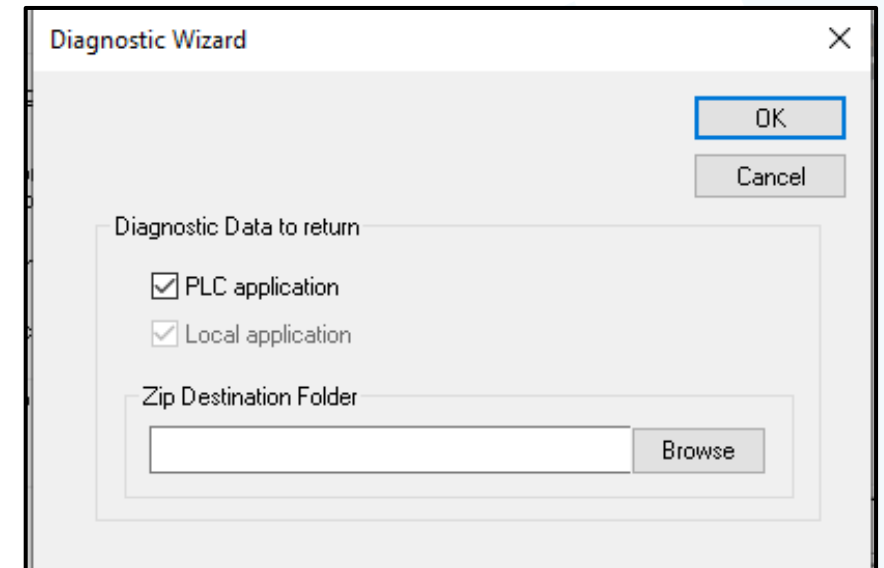 Diagnostic Wizard
OK
Cancel
Diagnostic Data to return
PLC application
Local application
Zip Destination Folder
Browse